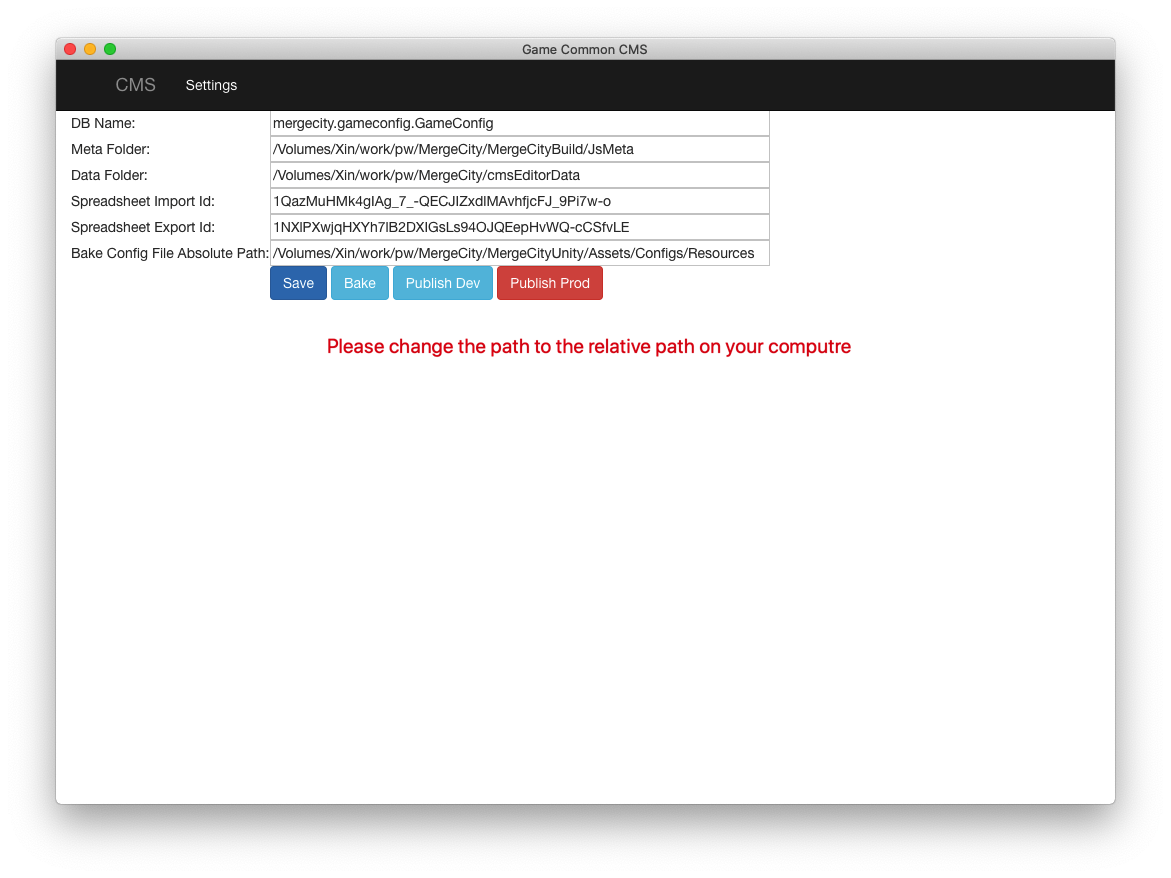 Game Common CMS
CMS Settings
DB Name: mergecity.gameconfig.GameConfig
Meta Folder: /Volumes/Xin/work/pw/MergeCity/MergeCityBuild/JsMeta
Data Folder: /Volumes/Xin/work/pw/MergeCity/cmsEditorData
Spreadsheet Import Id: 1QazMuHMk4gIAg_7_-QECJIZxdlMAvhfjcFJ_9Pi7w-o
Spreadsheet Export Id: 1NXlPXwjqHXYh7lB2DXIGsLs94OJQEepHvWQ-cCSfvLE
Bake Config File Absolute Path: /Volumes/Xin/work/pw/MergeCity/MergeCityUnity/Assets/Configs/Resources
Save Bake Publish Dev Publish Prod
Please change the path to the relative path on your computre